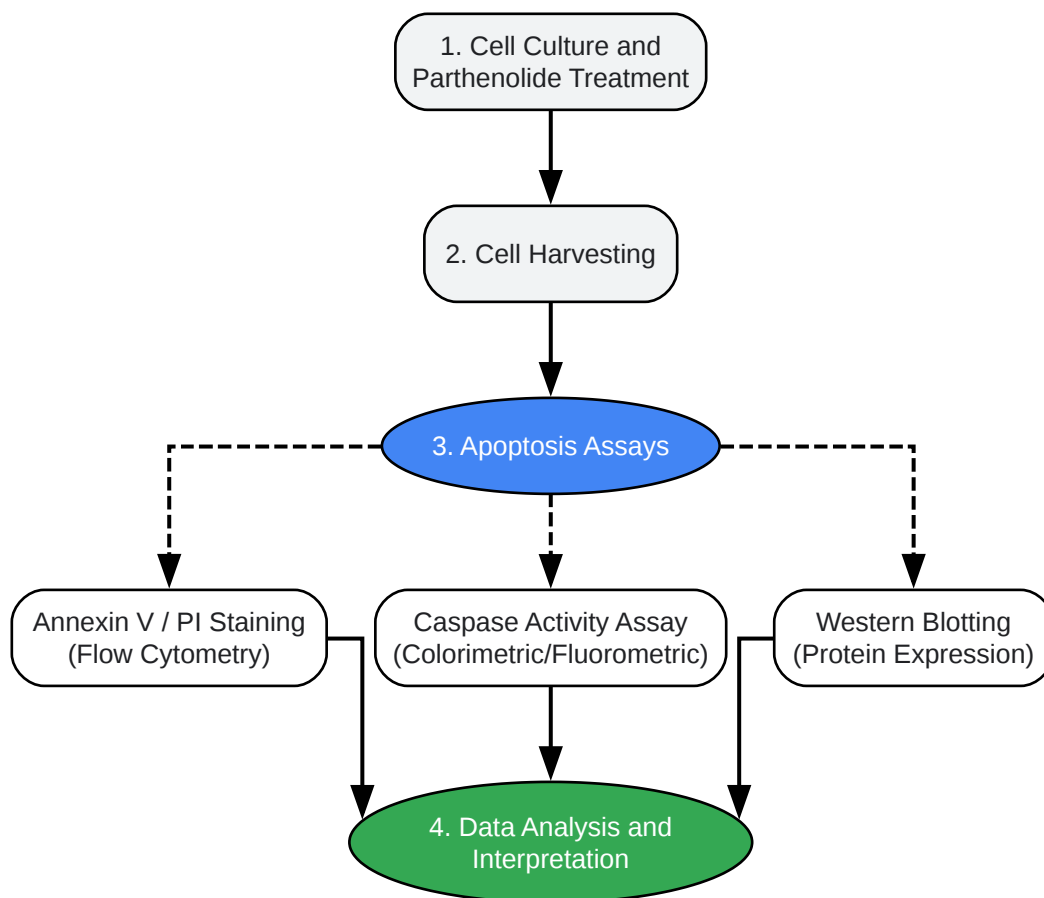 1. Cell Culture and
Parthenolide Treatment
2. Cell Harvesting
3. Apoptosis Assays
Annexin V / PI Staining
(Flow Cytometry)
Caspase Activity Assay
(Colorimetric/Fluorometric)
Western Blotting
(Protein Expression)
4. Data Analysis and
Interpretation